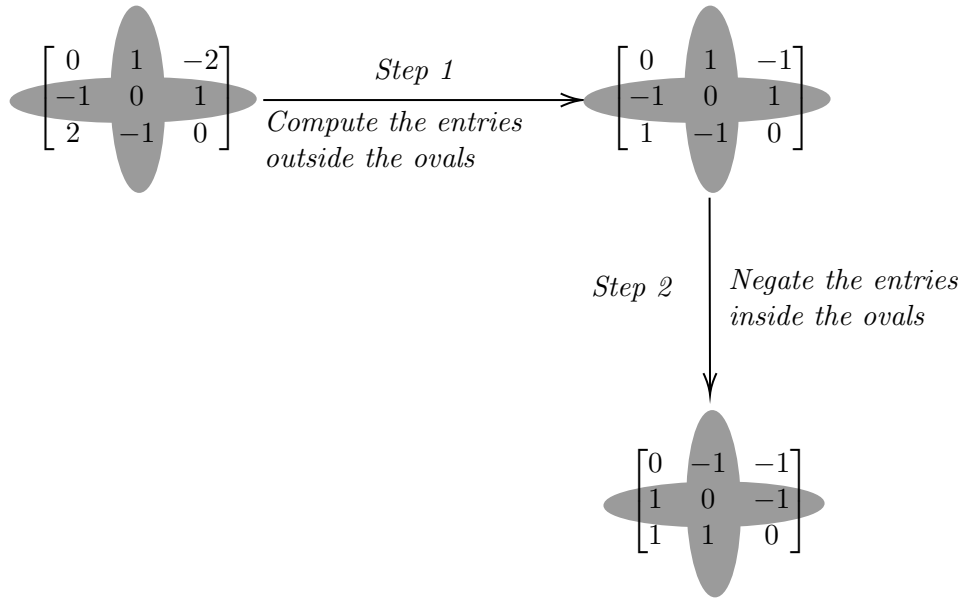 0 1 −2
−1 0 1
2 −1 0
Step 1
Compute the entries
outside the ovals
0 1 −1
−1 0 1
1 −1 0
Step 2
Negate the entries
inside the ovals
0 −1 −1
1 0 −1
1 1 0